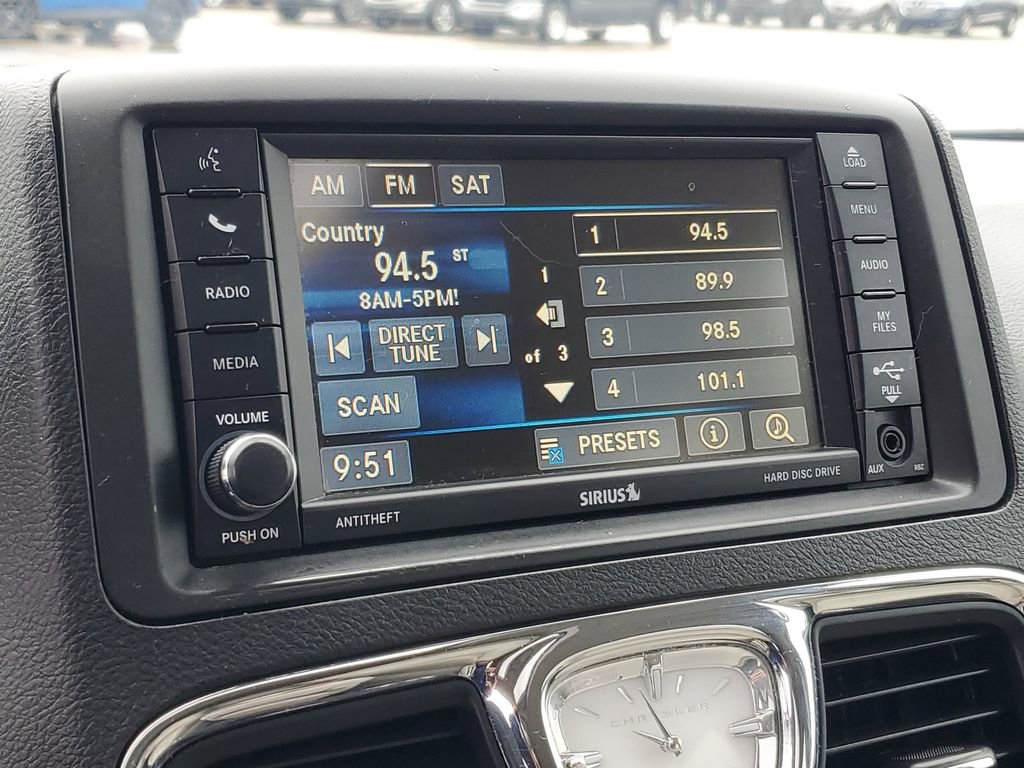 LOAD
AM FM SAT
MENU
Country
1 94.5
94.5 ST
1
2 89.9
AUDIO
RADIO
8AM-5PM!
DIRECT
TUNE
3 98.5
MY
FILES
MEDIA
of 3
4 101.1
PULL
SCAN
VOLUME
PRESETS
i
9:51
AUX RBZ
HARD DISC DRIVE
SIRIUS
ANTITHEFT
PUSH ON
CHRYSLER